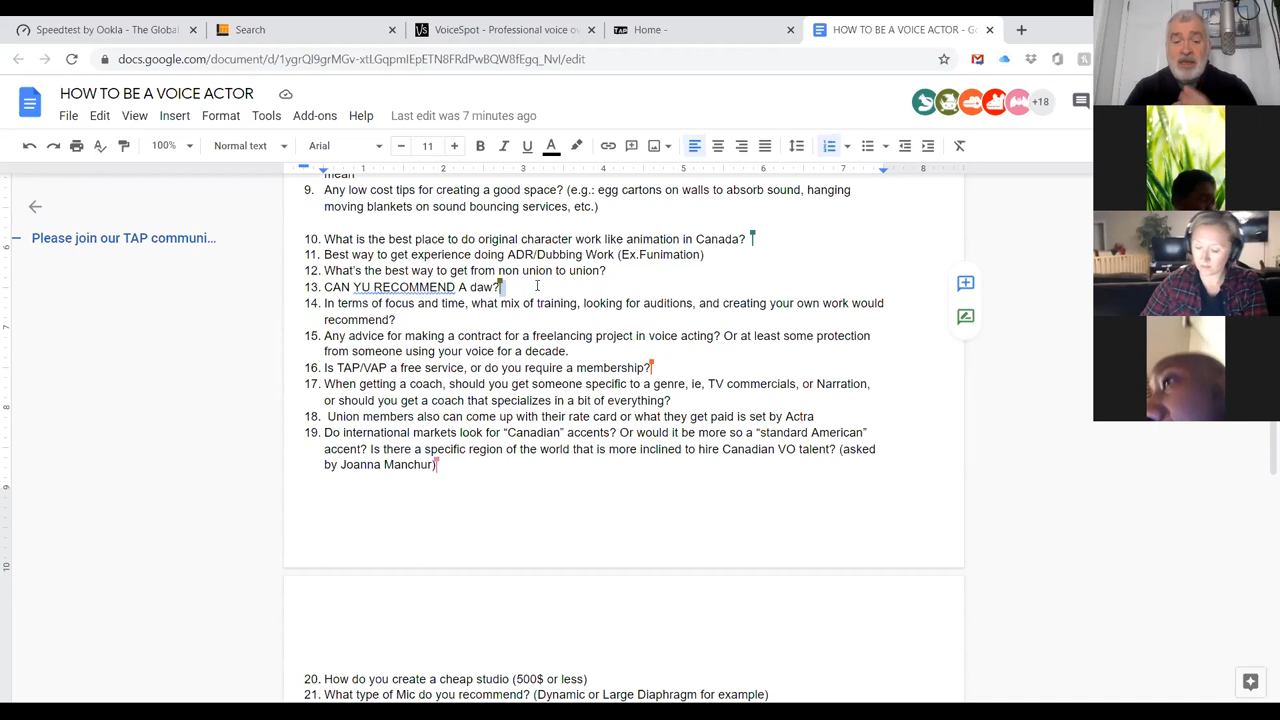 Speedtest by Ookla - The Global
Search
VoiceSpot - Professional voice ov
Home -
HOW TO BE A VOICE ACTOR - Go
HOW TO BE A VOICE ACTOR
File Edit View Insert Format Tools Add-ons Help Last edit was 7 minutes ago
+18
100% Normal text Arial 11
1 2 3 4 5 6 7 8
Please join our TAP communi...
mean
9. Any low cost tips for creating a good space? (e.g.: egg cartons on walls to absorb sound, hanging
moving blankets on sound bouncing services, etc.)
10. What is the best place to do original character work like animation in Canada?
11. Best way to get experience doing ADR/Dubbing Work (Ex.Funimation)
12. What's the best way to get from non union to union?
13. CAN YU RECOMMEND A daw?
14. In terms of focus and time, what mix of training, looking for auditions, and creating your own work would
recommend?
15. Any advice for making a contract for a freelancing project in voice acting? Or at least some protection
from someone using your voice for a decade.
16. Is TAP/VAP a free service, or do you require a membership?
17. When getting a coach, should you get someone specific to a genre, ie, TV commercials, or Narration,
or should you get a coach that specializes in a bit of everything?
18. Union members also can come up with their rate card or what they get paid is set by Actra
19. Do international markets look for “Canadian” accents? Or would it be more so a “standard American”
accent? Is there a specific region of the world that is more inclined to hire Canadian VO talent? (asked
by Joanna Manchur)
20. How do you create a cheap studio (500$ or less)
21. What type of Mic do you recommend? (Dynamic or Large Diaphragm for example)